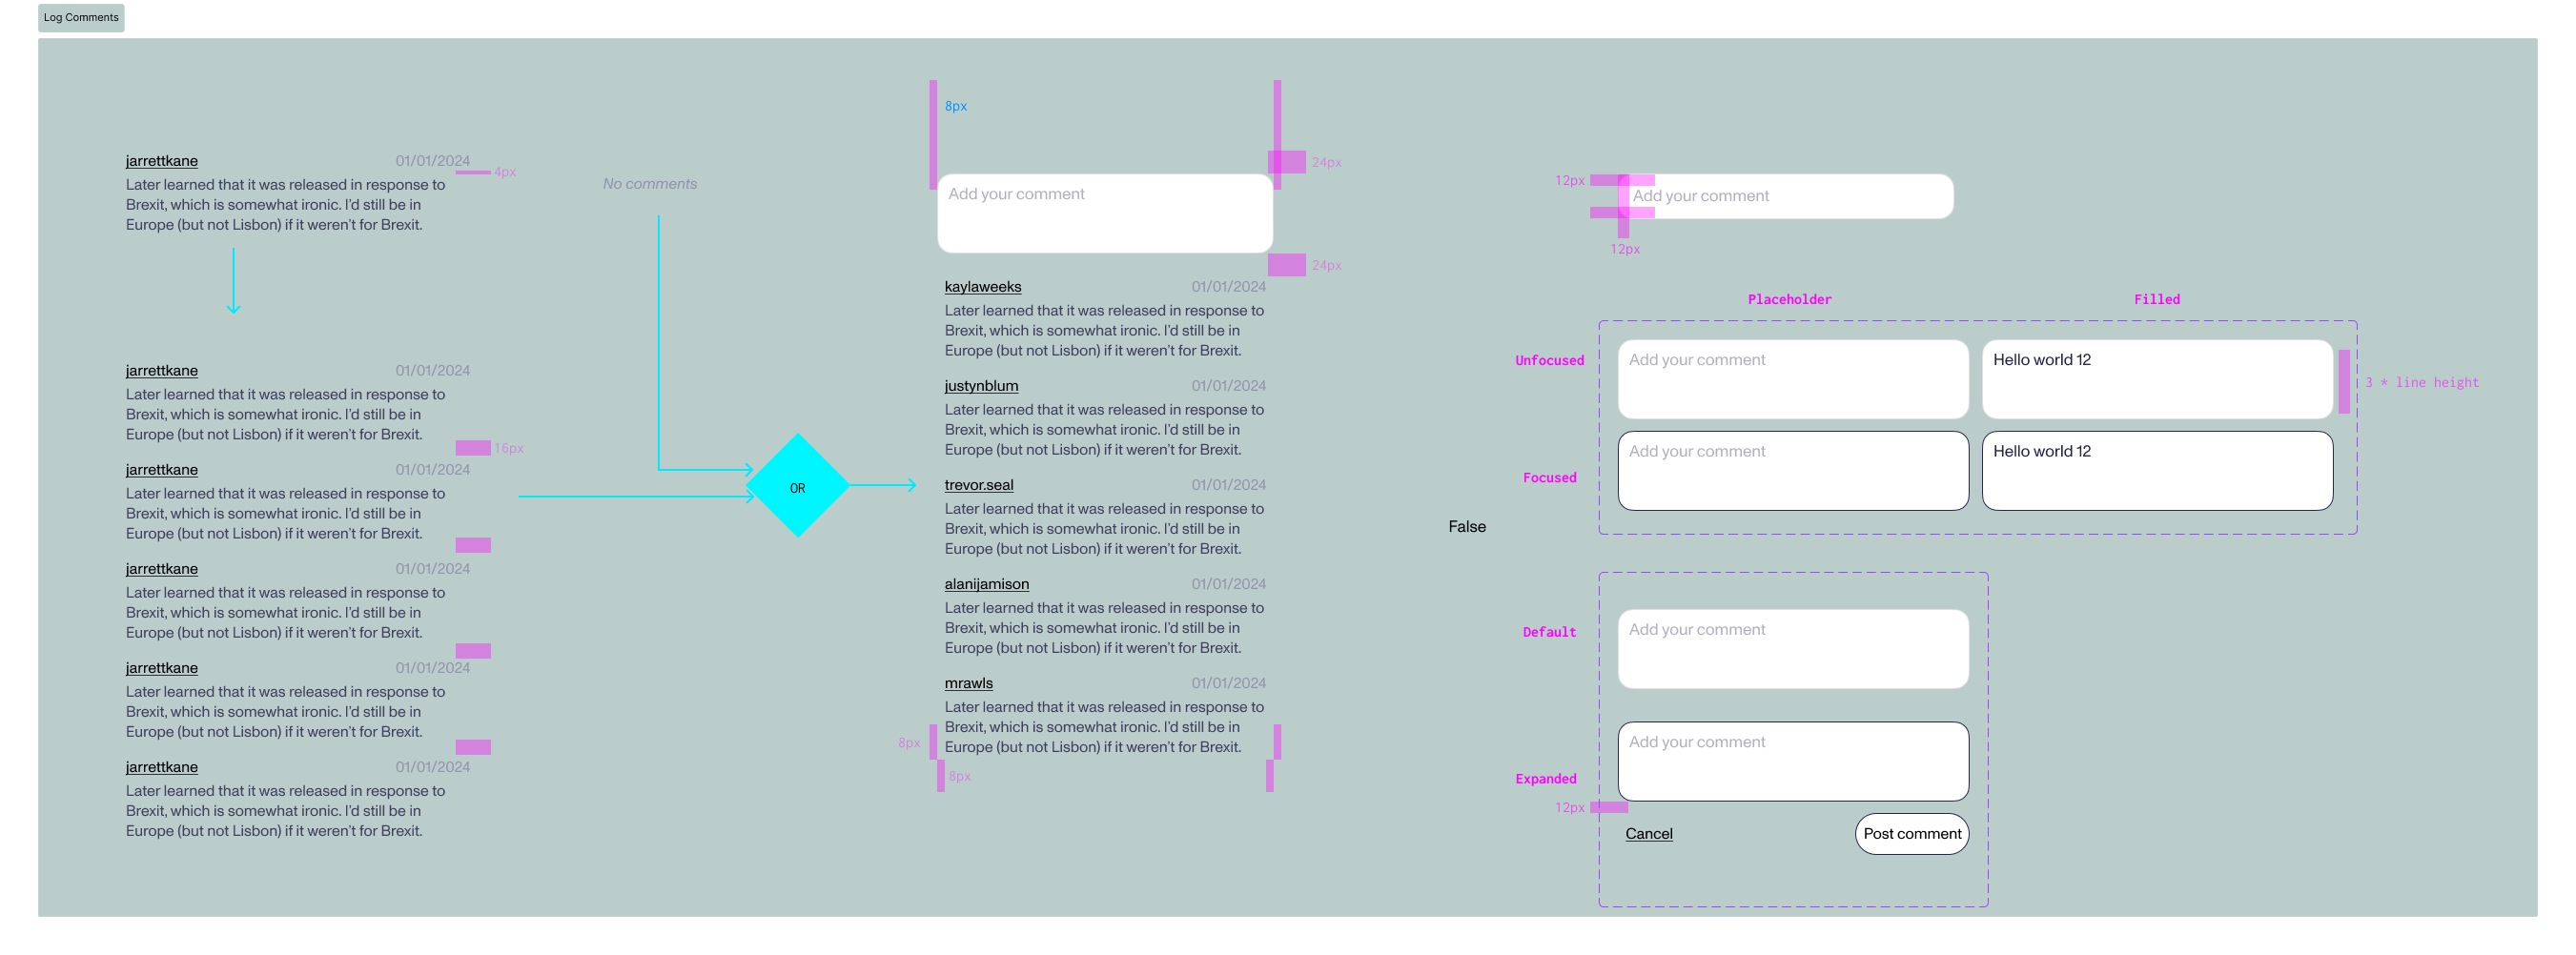 Log Comments
jarrettkane 01/01/2024
4px
Later learned that it was released in response to
Brexit, which is somewhat ironic. I'd still be in
Europe (but not Lisbon) if it weren't for Brexit.
jarrettkane 01/01/2024
Later learned that it was released in response to
Brexit, which is somewhat ironic. I'd still be in
Europe (but not Lisbon) if it weren't for Brexit.
16px
jarrettkane 01/01/2024
Later learned that it was released in response to
Brexit, which is somewhat ironic. I'd still be in
Europe (but not Lisbon) if it weren't for Brexit.
jarrettkane 01/01/2024
Later learned that it was released in response to
Brexit, which is somewhat ironic. I'd still be in
Europe (but not Lisbon) if it weren't for Brexit.
jarrettkane 01/01/2024
Later learned that it was released in response to
Brexit, which is somewhat ironic. I'd still be in
Europe (but not Lisbon) if it weren't for Brexit.
jarrettkane 01/01/2024
Later learned that it was released in response to
Brexit, which is somewhat ironic. I'd still be in
Europe (but not Lisbon) if it weren't for Brexit.
No comments
OR
8px
24px
Add your comment
24px
kaylaweeks 01/01/2024
Later learned that it was released in response to
Brexit, which is somewhat ironic. I'd still be in
Europe (but not Lisbon) if it weren't for Brexit.
justynblum 01/01/2024
Later learned that it was released in response to
Brexit, which is somewhat ironic. I'd still be in
Europe (but not Lisbon) if it weren't for Brexit.
trevor.seal 01/01/2024
Later learned that it was released in response to
Brexit, which is somewhat ironic. I'd still be in
Europe (but not Lisbon) if it weren't for Brexit.
alanijamison 01/01/2024
Later learned that it was released in response to
Brexit, which is somewhat ironic. I'd still be in
Europe (but not Lisbon) if it weren't for Brexit.
mrawls 01/01/2024
Later learned that it was released in response to
Brexit, which is somewhat ironic. I'd still be in
Europe (but not Lisbon) if it weren't for Brexit.
8px
8px
12px
Add your comment
12px
Placeholder Filled
Unfocused
Add your comment
Hello world 12
3 * line height
Focused
Add your comment
Hello world 12
False
Default
Add your comment
Expanded
Add your comment
12px
Cancel
Post comment